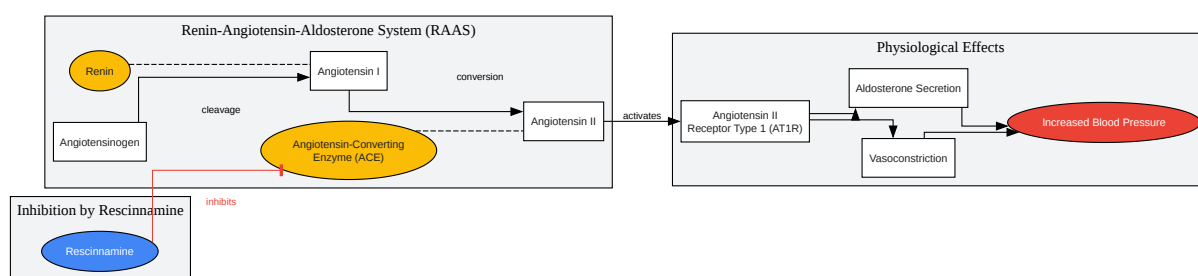 Renin-Angiotensin-Aldosterone System (RAAS)
Renin
Angiotensin I
conversion
cleavage
Angiotensinogen
Angiotensin-Converting
Enzyme (ACE)
Angiotensin II
activates
inhibits
Inhibition by Rescinnamine
Rescinnamine
Physiological Effects
Angiotensin II
Receptor Type 1 (AT1R)
Aldosterone Secretion
Vasoconstriction
Increased Blood Pressure